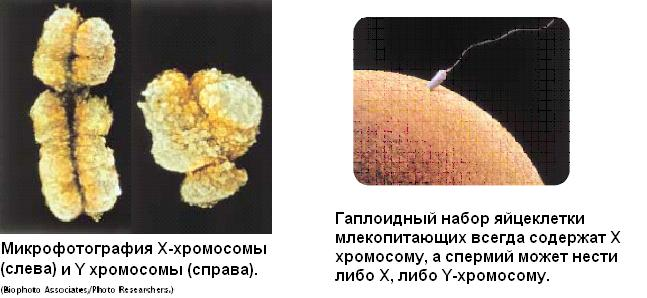 Микрофотография X-хромосомы
(слева) и Y хромосомы (справа).
(Biophoto Associates/Photo Researchers.)
Гаплоидный набор яйцеклетки
млекопитающих всегда содержат X
хромосому, а спермий может нести
либо X, либо Y-хромосому.